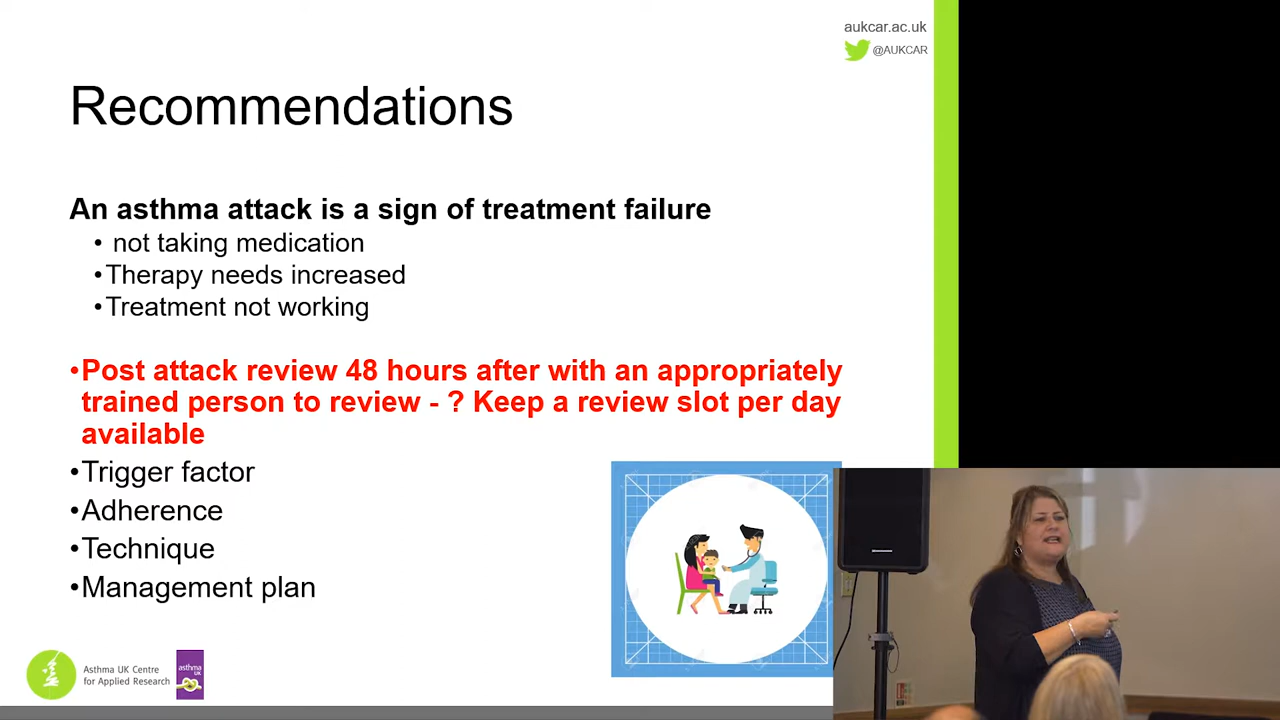 aukcar.ac.uk
@AUKCAR
Recommendations
An asthma attack is a sign of treatment failure
• not taking medication
•Therapy needs increased
•Treatment not working
•Post attack review 48 hours after with an appropriately
trained person to review - ? Keep a review slot per day
available
•Trigger factor
•Adherence
•Technique
•Management plan
Asthma UK Centre
for Applied Research
asthma
UK